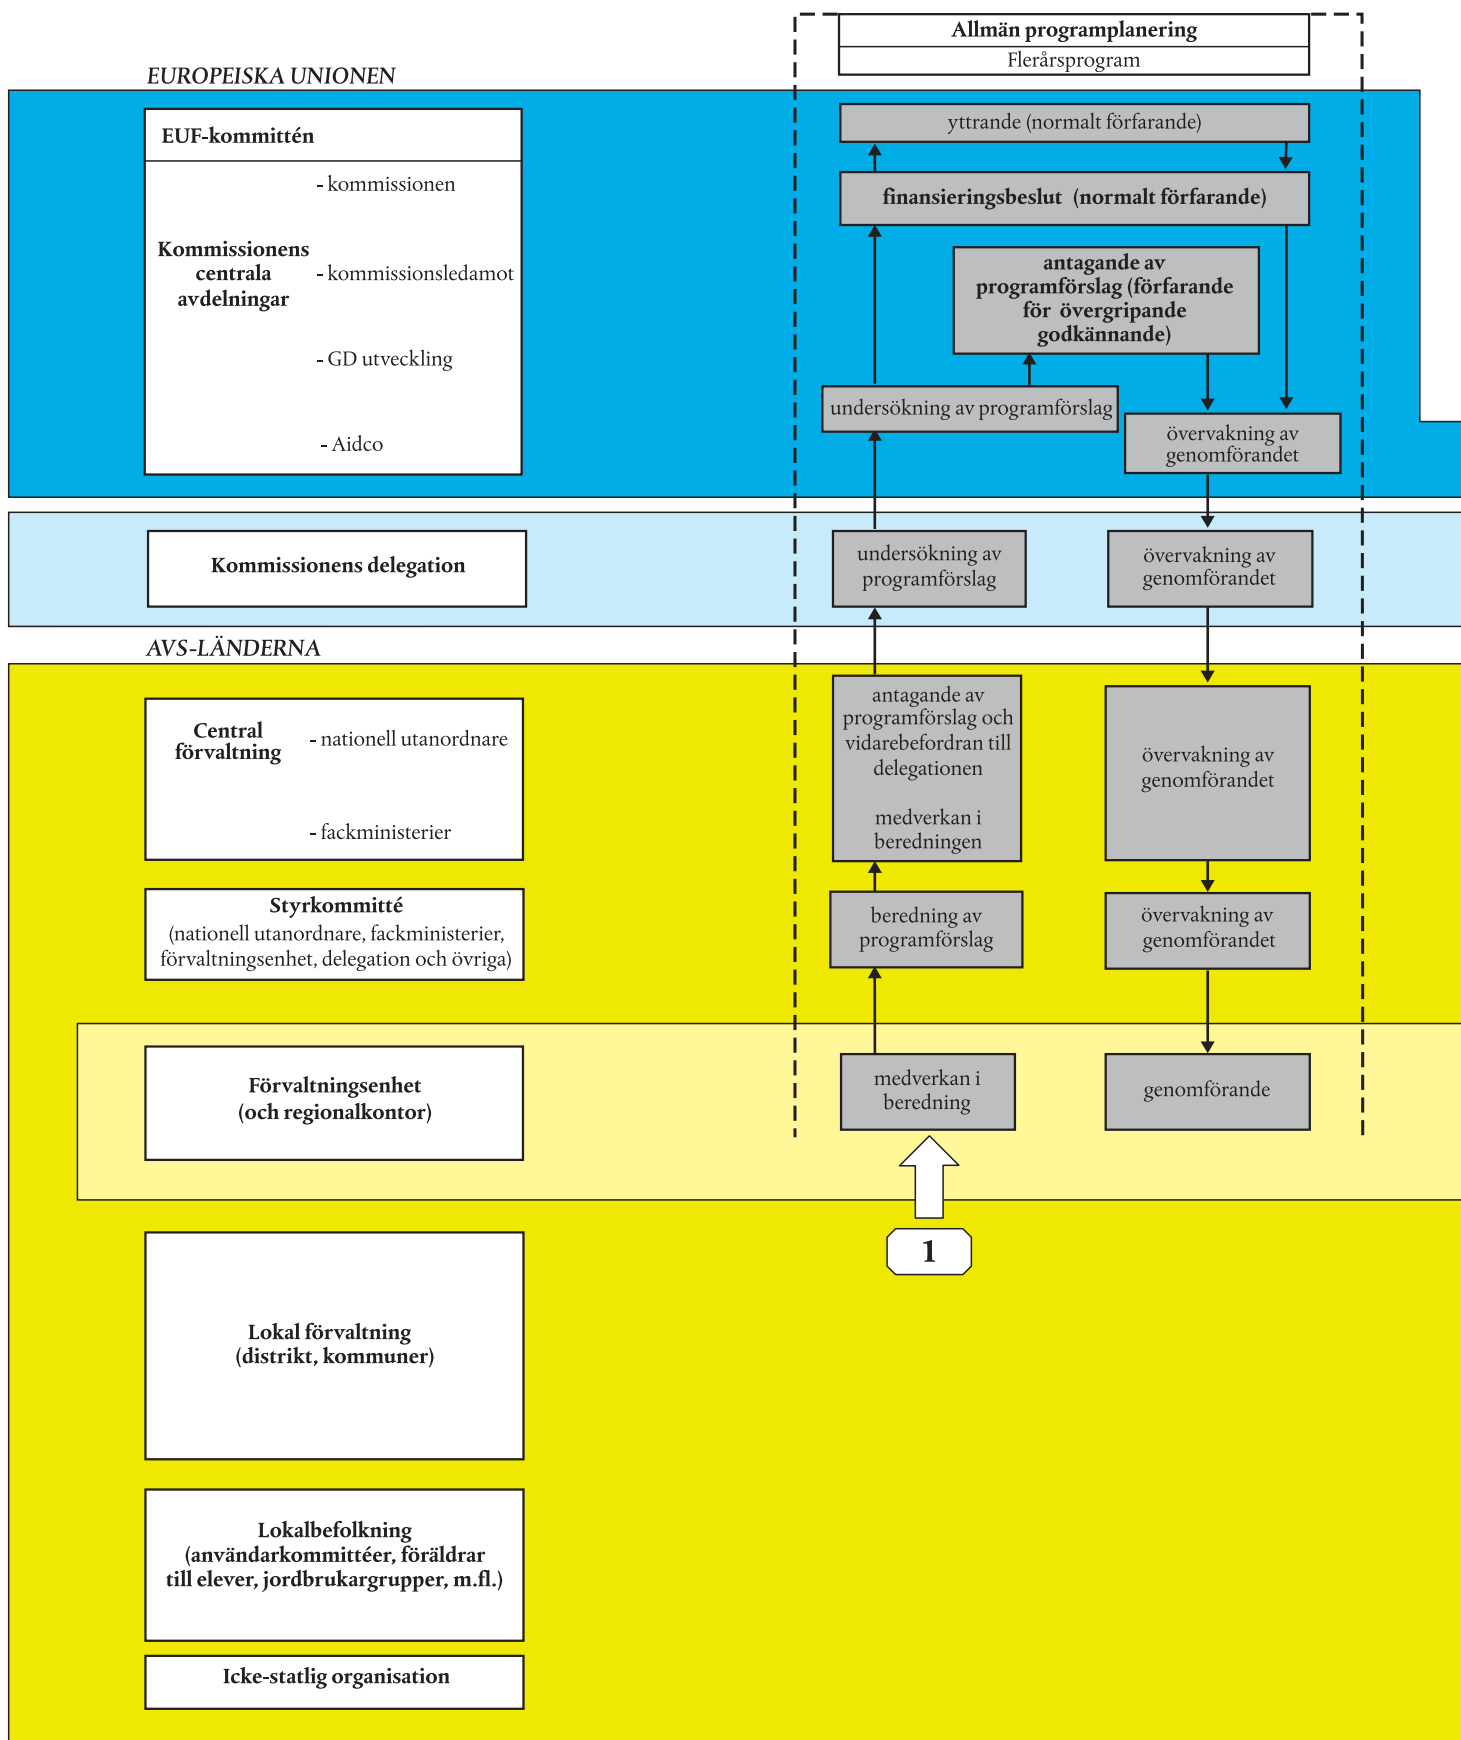 Allmän programplanering
Flerårsprogram
EUROPEISKA UNIONEN
EUF-kommittén
- kommissionen
Kommissionens
centrala
avdelningar
- kommissionsledamot
- GD utveckling
- Aidco
yttrande (normalt förfarande)
finansieringsbeslut (normalt förfarande)
antagande av
programförslag (förfarande
för övergripande
godkännande)
undersökning av programförslag
övervakning av
genomförandet
Kommissionens delegation
undersökning av
programförslag
övervakning av
genomförandet
AVS-LÄNDERNA
Central
förvaltning
- nationell utanordnare
- fackministerier
antagande av
programförslag och
vidarebefordran till
delegationen
medverkan i
beredningen
övervakning av
genomförandet
Styrkommitté
(nationell utanordnare, fackministerier,
förvaltningsenhet, delegation och övriga)
beredning av
programförslag
övervakning av
genomförandet
Förvaltningsenhet
(och regionalkontor)
medverkan i
beredning
genomförande
1
Lokal förvaltning
(distrikt, kommuner)
Lokalbefolkning
(användarkommittéer, föräldrar
till elever, jordbrukargrupper, m.fl.)
Icke-statlig organisation